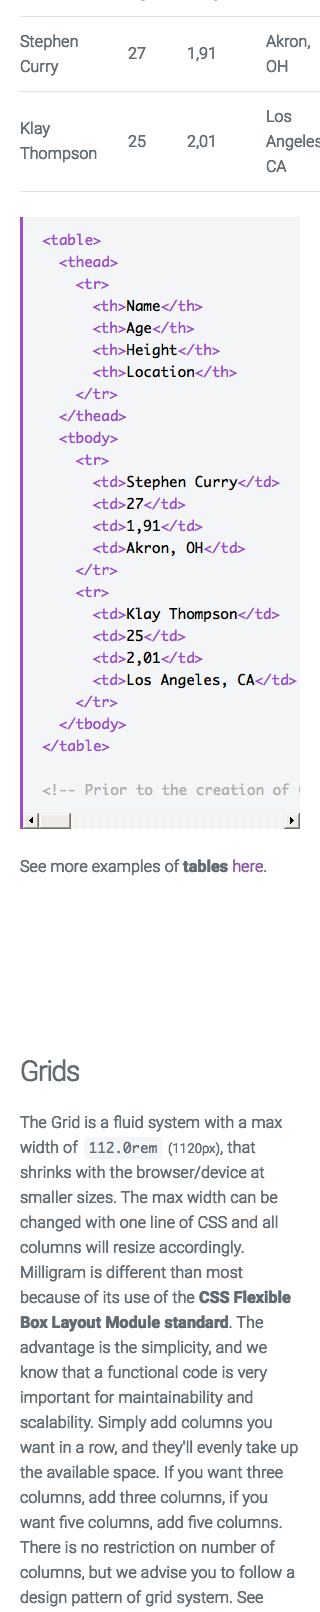 Stephen Curry 27 1,91 Akron, OH
Klay Thompson 25 2,01 Los Angeles, CA
<table>
  <thead>
    <tr>
      <th>Name</th>
      <th>Age</th>
      <th>Height</th>
      <th>Location</th>
    </tr>
  </thead>
  <tbody>
    <tr>
      <td>Stephen Curry</td>
      <td>27</td>
      <td>1,91</td>
      <td>Akron, OH</td>
    </tr>
    <tr>
      <td>Klay Thompson</td>
      <td>25</td>
      <td>2,01</td>
      <td>Los Angeles, CA</td>
    </tr>
  </tbody>
</table>
<!-- Prior to the creation of
See more examples of tables here.
Grids
The Grid is a fluid system with a max
width of 112.0rem (1120px), that
shrinks with the browser/device at
smaller sizes. The max width can be
changed with one line of CSS and all
columns will resize accordingly.
Milligram is different than most
because of its use of the CSS Flexible
Box Layout Module standard. The
advantage is the simplicity, and we
know that a functional code is very
important for maintainability and
scalability. Simply add columns you
want in a row, and they'll evenly take up
the available space. If you want three
columns, add three columns, if you
want five columns, add five columns.
There is no restriction on number of
columns, but we advise you to follow a
design pattern of grid system. See